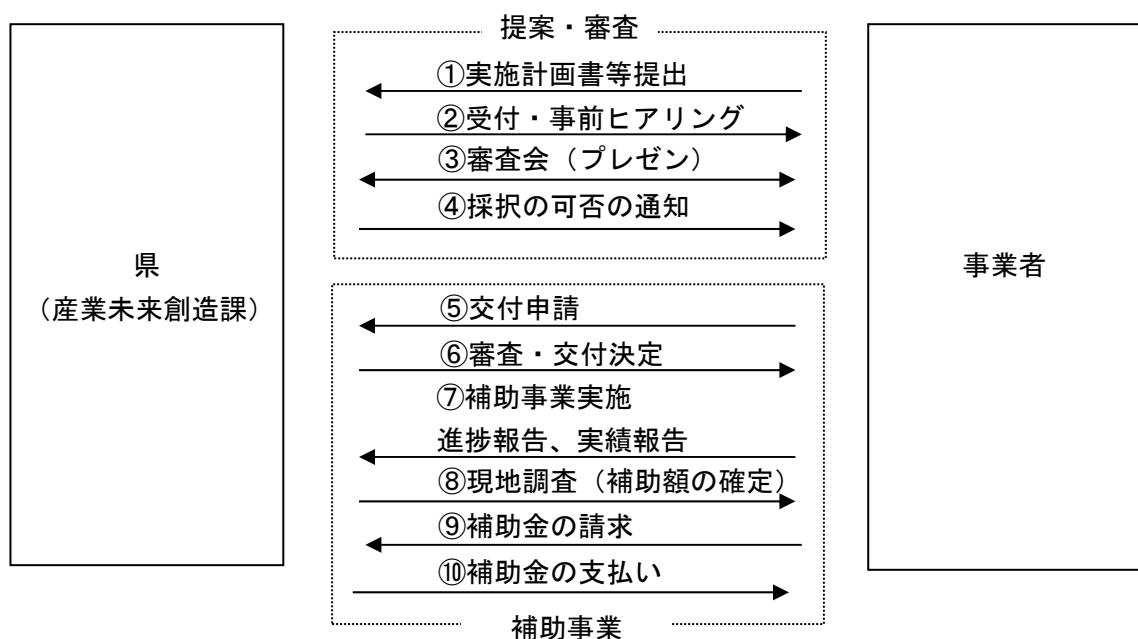 提案・審査
①実施計画書等提出
②受付・事前ヒアリング
③審査会（プレゼン）
④採択の可否の通知
県
（産業未来創造課）
事業者
⑤交付申請
⑥審査・交付決定
⑦補助事業実施
進捗報告、実績報告
⑧現地調査（補助額の確定）
⑨補助金の請求
⑩補助金の支払い
補助事業